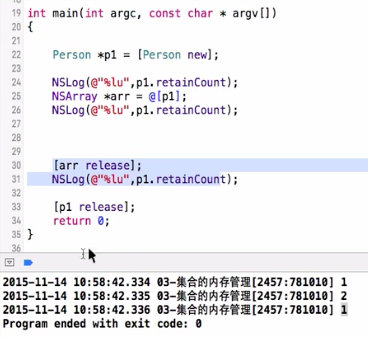 19 int main(int argc, const char * argv[])
20 {
21
22 Person *p1 = [Person new];
23
24 NSLog(@"%lu",p1.retainCount);
25 NSArray *arr = @[p1];
26 NSLog(@"%lu",p1.retainCount);
27
28
29
30 [arr release];
31 NSLog(@"%lu",p1.retainCount);
32
33 [p1 release];
34 return 0;
35 }
36
2015-11-14 10:58:42.334 03-集合的内存管理[2457:781010] 1
2015-11-14 10:58:42.335 03-集合的内存管理[2457:781010] 2
2015-11-14 10:58:42.336 03-集合的内存管理[2457:781010] 1
Program ended with exit code: 0